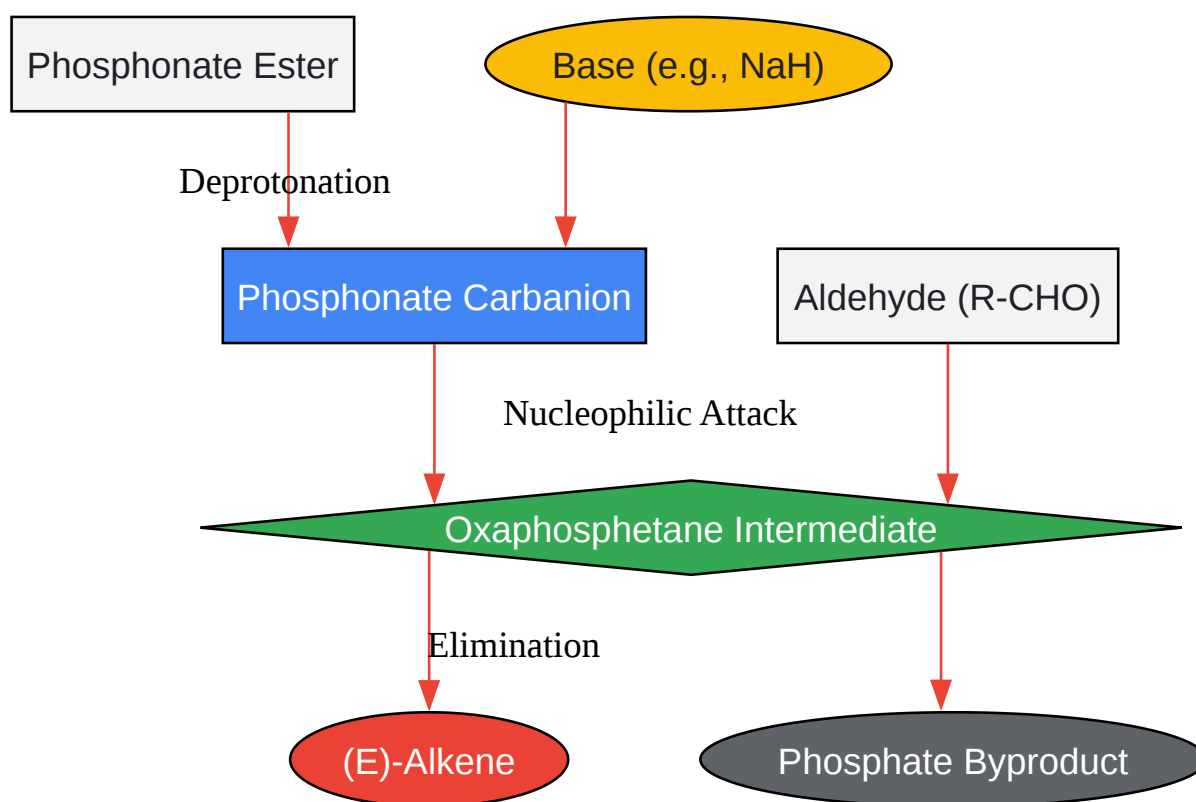 Phosphonate Ester
Base (e.g., NaH)
Deprotonation
Phosphonate Carbanion
Aldehyde (R-CHO)
Nucleophilic Attack
Oxaphosphetane Intermediate
Elimination
(E)-Alkene
Phosphate Byproduct